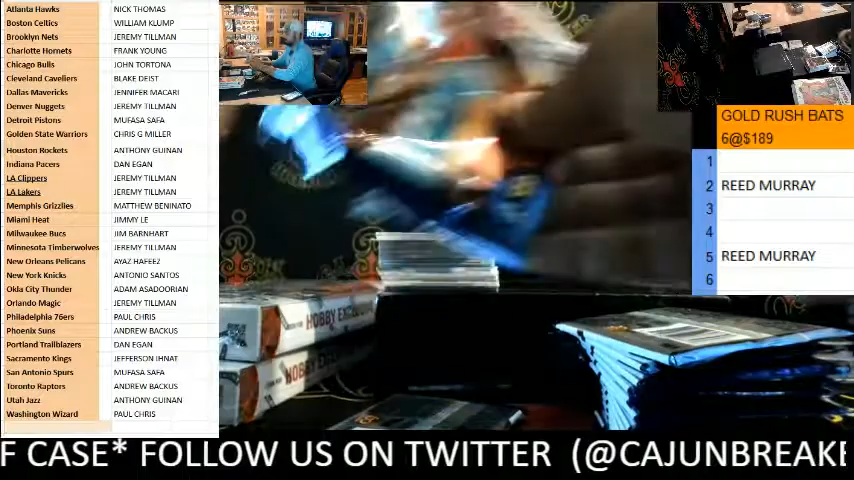 Atlanta Hawks NICK THOMAS
Boston Celtics WILLIAM KLUMP
Brooklyn Nets JEREMY TILLMAN
Charlotte Hornets FRANK YOUNG
Chicago Bulls JOHN TORTONA
Cleveland Cavaliers BLAKE DEIST
Dallas Mavericks JENNIFER MACARI
Denver Nuggets JEREMY TILLMAN
Detroit Pistons MUFASA SAFA
Golden State Warriors CHRIS G MILLER
Houston Rockets ANTHONY GUINAN
Indiana Pacers DAN EGAN
LA Clippers JEREMY TILLMAN
LA Lakers JEREMY TILLMAN
Memphis Grizzlies MATTHEW BENINATO
Miami Heat JIMMY LE
Milwaukee Bucs JIM BARNHART
Minnesota Timberwolves JEREMY TILLMAN
New Orleans Pelicans AYAZ HAFEEZ
New York Knicks ANTONIO SANTOS
Okla City Thunder ADAM ASADOORIAN
Orlando Magic JEREMY TILLMAN
Philadelphia 76ers PAUL CHRIS
Phoenix Suns ANDREW BACKUS
Portland Trailblazers DAN EGAN
Sacramento Kings JEFFERSON IHNAT
San Antonio Spurs MUFASA SAFA
Toronto Raptors ANDREW BACKUS
Utah Jazz ANTHONY GUINAN
Washington Wizard PAUL CHRIS
GOLD RUSH BATS
6@$189
1
2 REED MURRAY
3
4
5 REED MURRAY
6
HOBBY
HOBBY
F CASE* FOLLOW US ON TWITTER (@CAJUNBREAKE